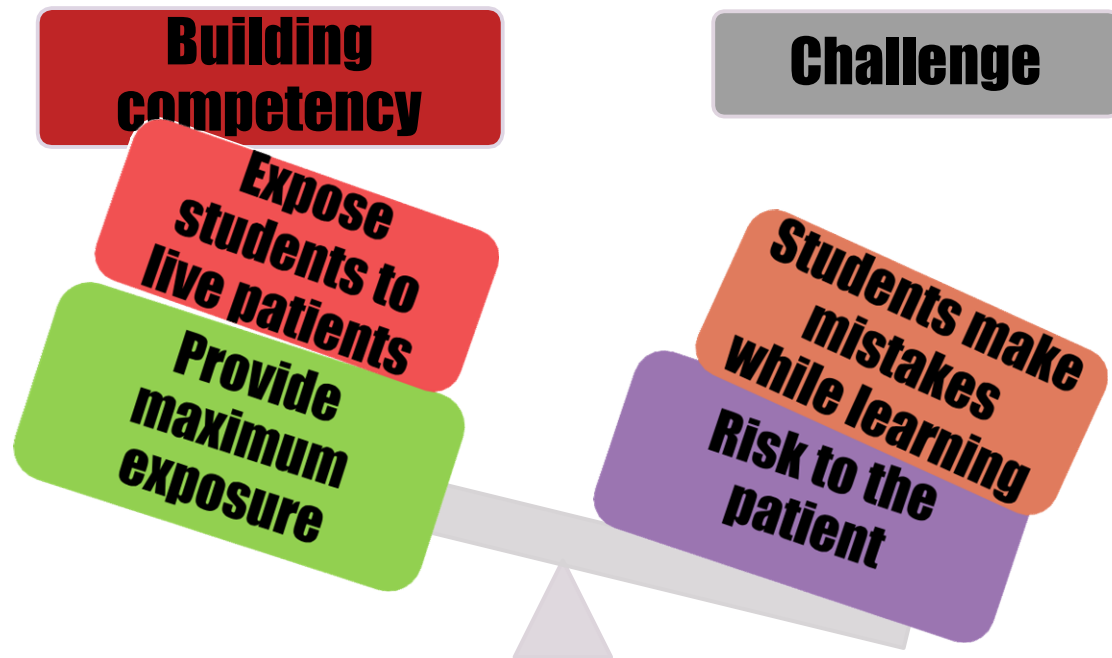 Building
competency
Challenge
Expose
students to
live patients
Provide
maximum
exposure
Students make
mistakes
while learning
Risk to the
patient